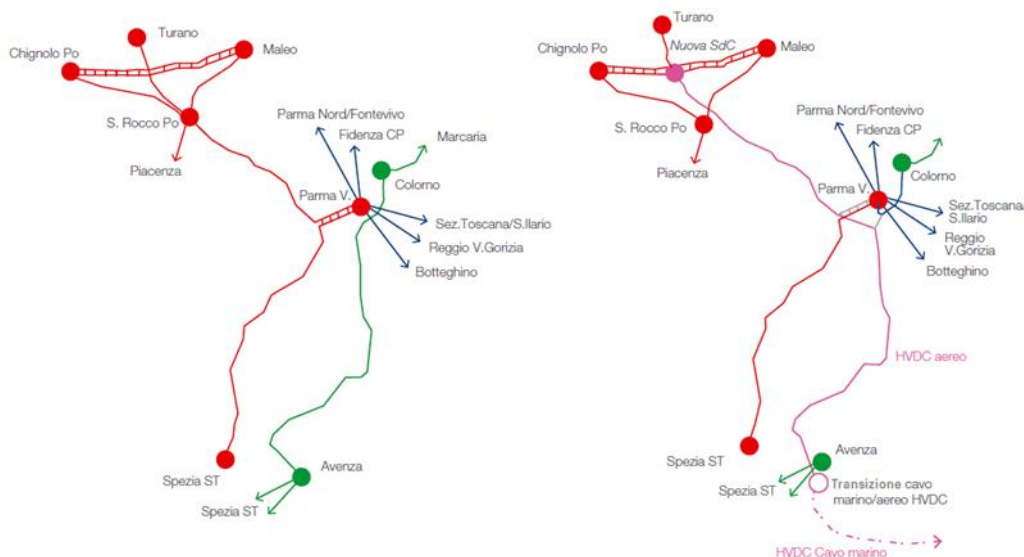 Turano
Chignolo Po
Maleo
S. Rocco Po
Piacenza
Parma Nord/Fontevivo
Fidenza CP
Marcaria
Colorno
Parma V.
Sez.Toscana/S.Ilario
Reggio V.Gorizia
Botteghino
Spezia ST
Avenza
Spezia ST
Turano
Nuova SdC
Chignolo Po
Maleo
S. Rocco Po
Piacenza
Parma Nord/Fontevivo
Fidenza CP
Colorno
Parma V.
Sez.Toscana/
S.Ilario
Reggio
V.Gorizia
Botteghino
HVDC aereo
Spezia ST
Avenza
Spezia ST
Transizione cavo
marino/aereo HVDC
HVDC Cavo marino